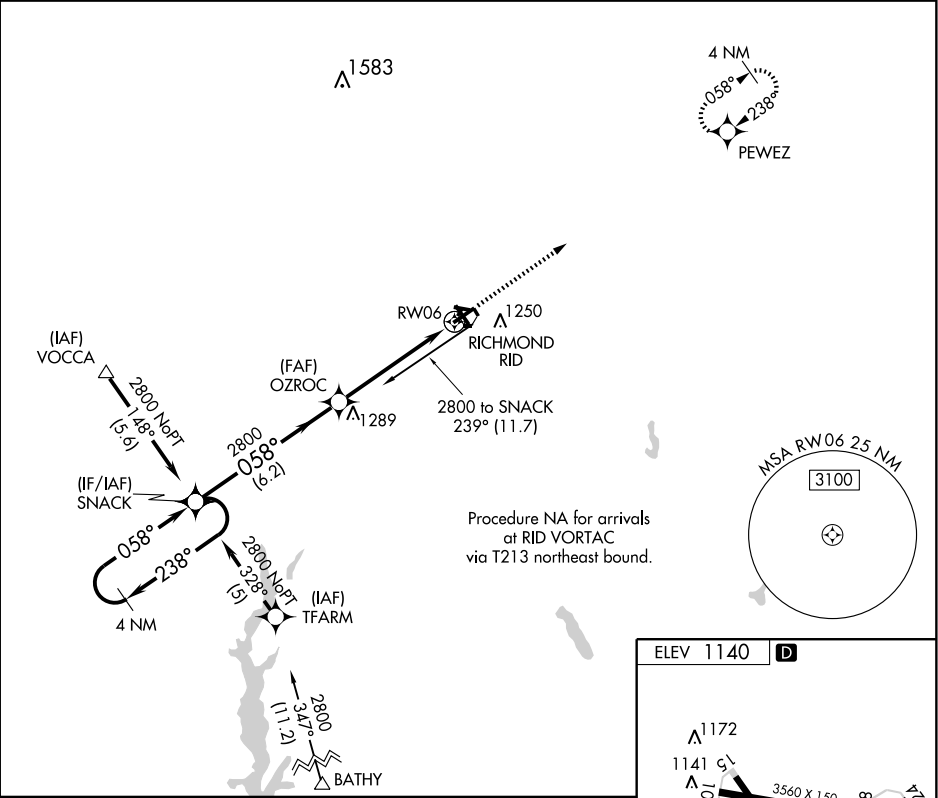 1583
4 NM
058°
238°
PEWEZ
RW06
1250
RICHMOND
RID
(IAF)
VOCCA
2800 NoPT
148°
(5.6)
(FAF)
OZROC
1289
2800 to SNACK
239° (11.7)
2800
058°
(6.2)
(IF/IAF)
SNACK
058°
238°
4 NM
2800 NoPT
328°
(5)
(IAF)
TFARM
2800
347°
(11.2)
BATHY
Procedure NA for arrivals
at RID VORTAC
via T213 northeast bound.
MSA RW06 25 NM
3100
ELEV 1140 D
1172
1141
15
3560 X 150
24